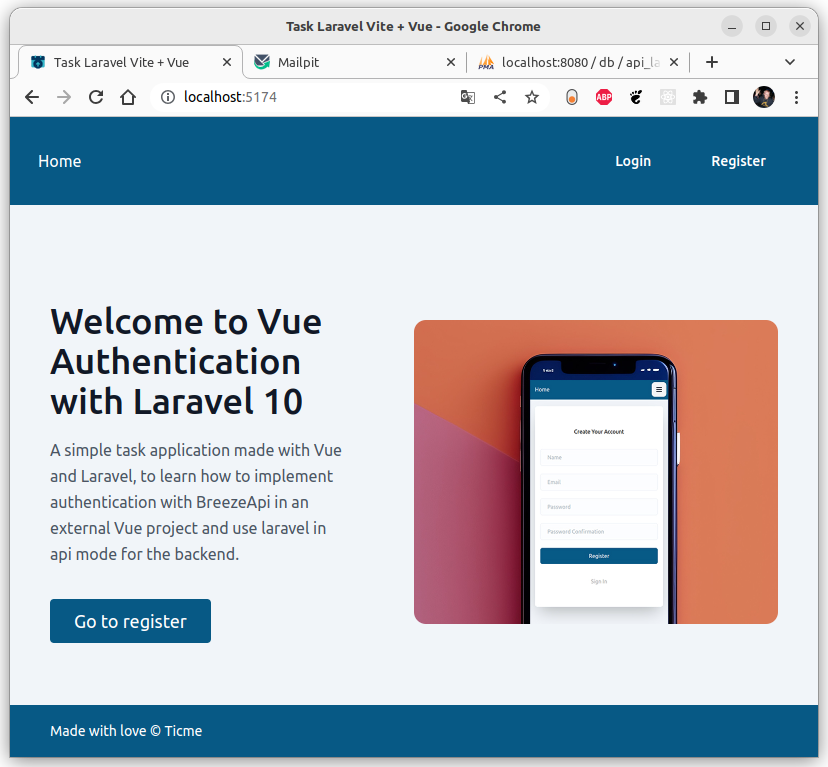 Task Laravel Vite + Vue - Google Chrome
Task Laravel Vite + Vue
Mailpit
PMA
localhost:8080 / db / api_la
localhost:5174
ABP
Home
Login
Register
Welcome to Vue
Authentication
with Laravel 10
A simple task application made with Vue
and Laravel, to learn how to implement
authentication with BreezeApi in an
external Vue project and use laravel in
api mode for the backend.
Go to register
Home
Create Your Account
Name
Email
Password
Password Confirmation
Register
Sign In
Made with love © Ticme